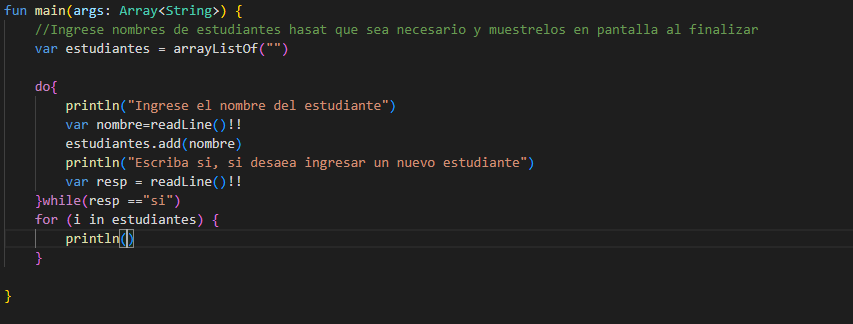 fun main(args: Array<String>) {
//Ingrese nombres de estudiantes hasat que sea necesario y muestrelos en pantalla al finalizar
var estudiantes = arrayListOf("")
do{
println("Ingrese el nombre del estudiante")
var nombre=readLine()!!
estudiantes.add(nombre)
println("Escriba si, si desaea ingresar un nuevo estudiante")
var resp = readLine()!!
}while(resp =="si")
for (i in estudiantes) {
println()
}
}